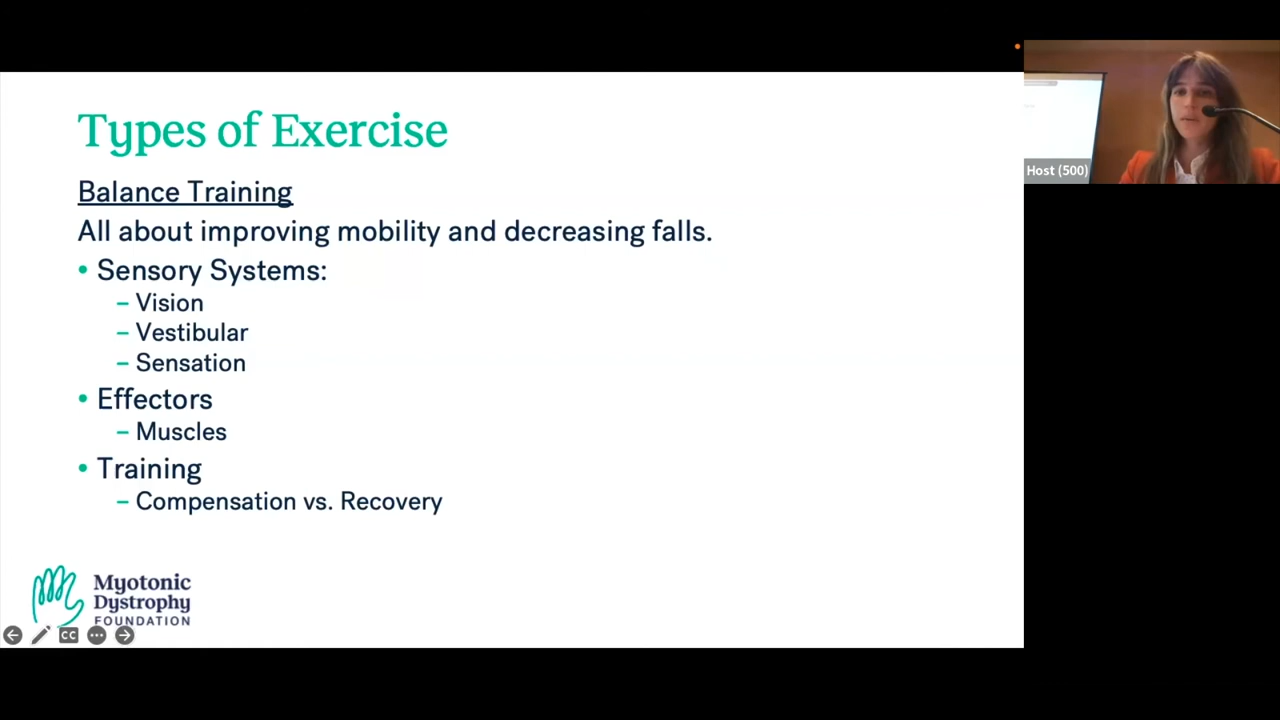 Types of Exercise
Balance Training
All about improving mobility and decreasing falls.
• Sensory Systems:
– Vision
– Vestibular
– Sensation
• Effectors
– Muscles
• Training
– Compensation vs. Recovery
Myotonic
Dystrophy
FOUNDATION
CC
Host (500)